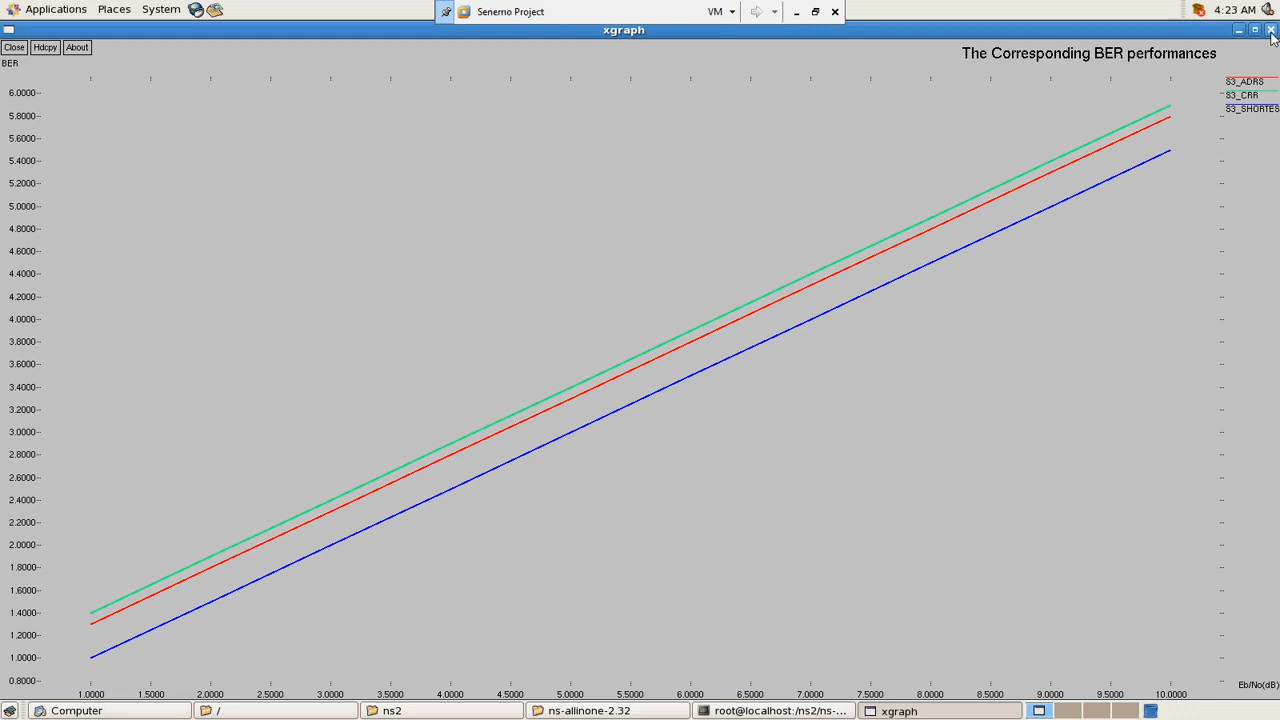 Applications Places System
Senemo Project
VM
4:23 AM
xgraph
Close Hdcpy About
The Corresponding BER performances
BER
S3_ADRS
S3_CRR
S3_SHORTES
6.0000
5.8000
5.6000
5.4000
5.2000
5.0000
4.8000
4.6000
4.4000
4.2000
4.0000
3.8000
3.6000
3.4000
3.2000
3.0000
2.8000
2.6000
2.4000
2.2000
2.0000
1.8000
1.6000
1.4000
1.2000
1.0000
0.8000
Eb/No(dB)
1.0000 1.5000 2.0000 2.5000 3.0000 3.5000 4.0000 4.5000 5.0000 5.5000 6.0000 6.5000 7.0000 7.5000 8.0000 8.5000 9.0000 9.5000 10.0000
Computer / ns2 ns-allinone-2.32 root@localhost:/ns2/ns-... xgraph